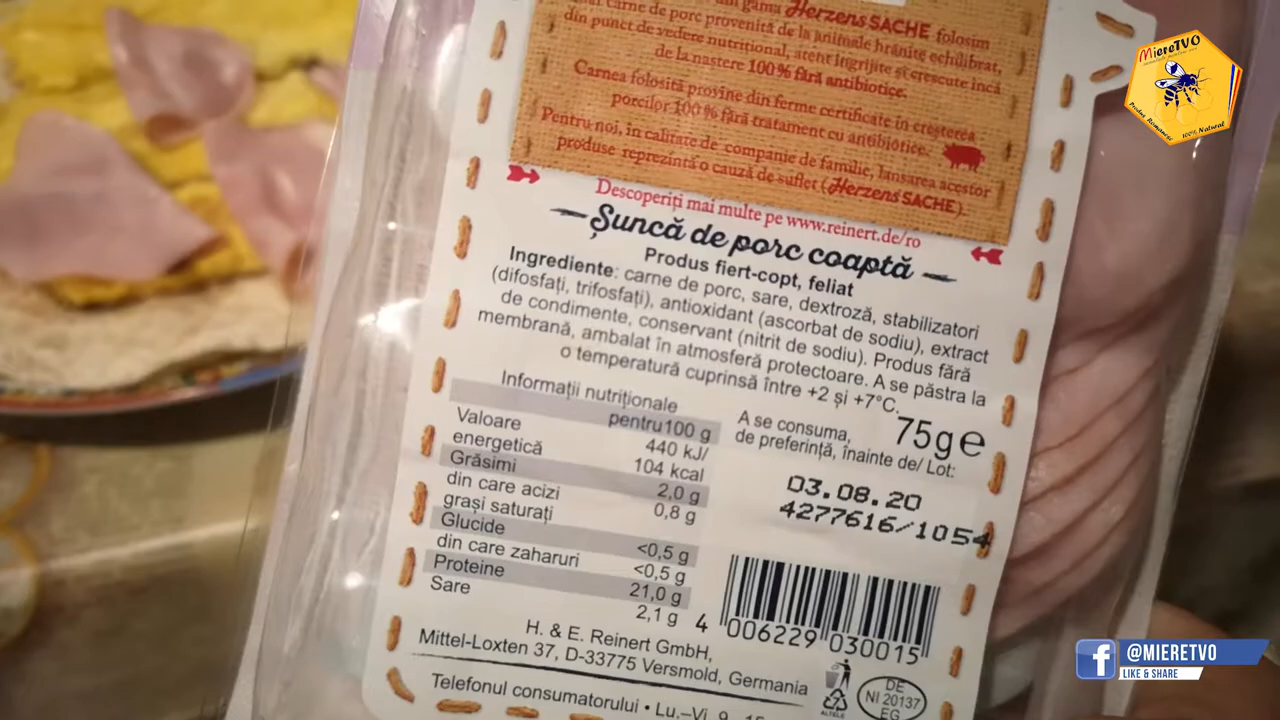 gama HerzensSACHE folosim
carne de porc provenită de la animale hrănite echilibrat,
din punct de vedere nutrițional, atent îngrijite și crescute încă
de la naștere 100% fără antibiotice.
Carnea folosită provine din ferme certificate în creșterea
porcilor 100% fără tratament cu antibiotice.
Pentru noi, în calitate de companie de familie, lansarea acestor
produse reprezintă o cauză de suflet (HerzensSACHE).
Descoperiți mai multe pe www.reinert.de/ro
Șuncă de porc coaptă
Produs fiert-copt, feliat
Ingrediente: carne de porc, sare, dextroză, stabilizatori
(difosfați, trifosfați), antioxidant (ascorbat de sodiu), extract
de condimente, conservant (nitrit de sodiu). Produs fără
membrană, ambalat în atmosferă protectoare. A se păstra la
o temperatură cuprinsă între +2 și +7°C.
Informații nutriționale
pentru100 g
Valoare 440 kJ/
energetică 104 kcal
Grăsimi 2,0 g
din care acizi
grași saturați 0,8 g
Glucide <0,5 g
din care zaharuri <0,5 g
Proteine 21,0 g
Sare 2,1 g
A se consuma,
de preferință, înainte de/ Lot:
75g e
03.08.20
4277616/1054
4 006229 030015
H. & E. Reinert GmbH,
Mittel-Loxten 37, D-33775 Versmold, Germania
Telefonul consumatorului • Lu.–Vi.
DE
NI 20137
EG
MiereTVO
Produs Românesc
100% Natural
f
@MIERETVO
LIKE & SHARE